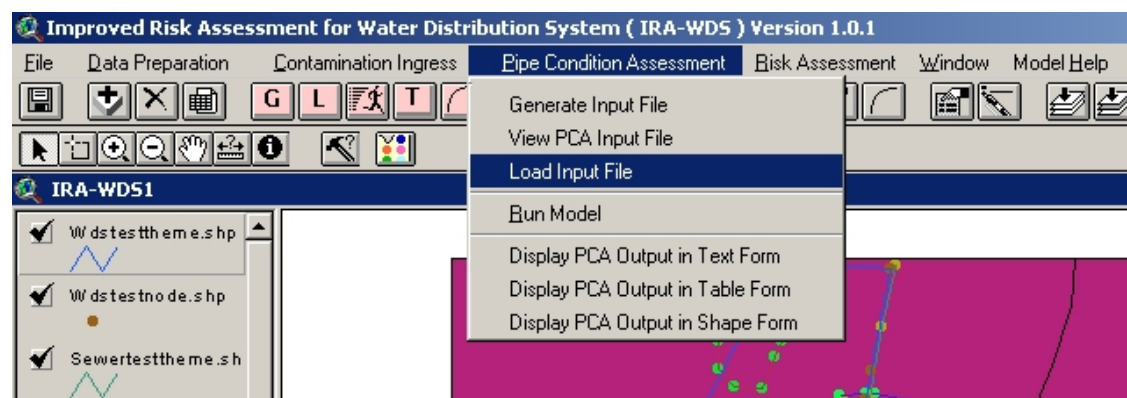 Improved Risk Assessment for Water Distribution System ( IRA-WDS ) Version 1.0.1
File Data Preparation Contamination Ingress Pipe Condition Assessment Risk Assessment Window Model Help
G L T
Generate Input File
View PCA Input File
Load Input File
Run Model
Display PCA Output in Text Form
Display PCA Output in Table Form
Display PCA Output in Shape Form
IRA-WDS1
Wdstesttheme.shp
Wdstestnode.shp
Sewertesttheme.sh